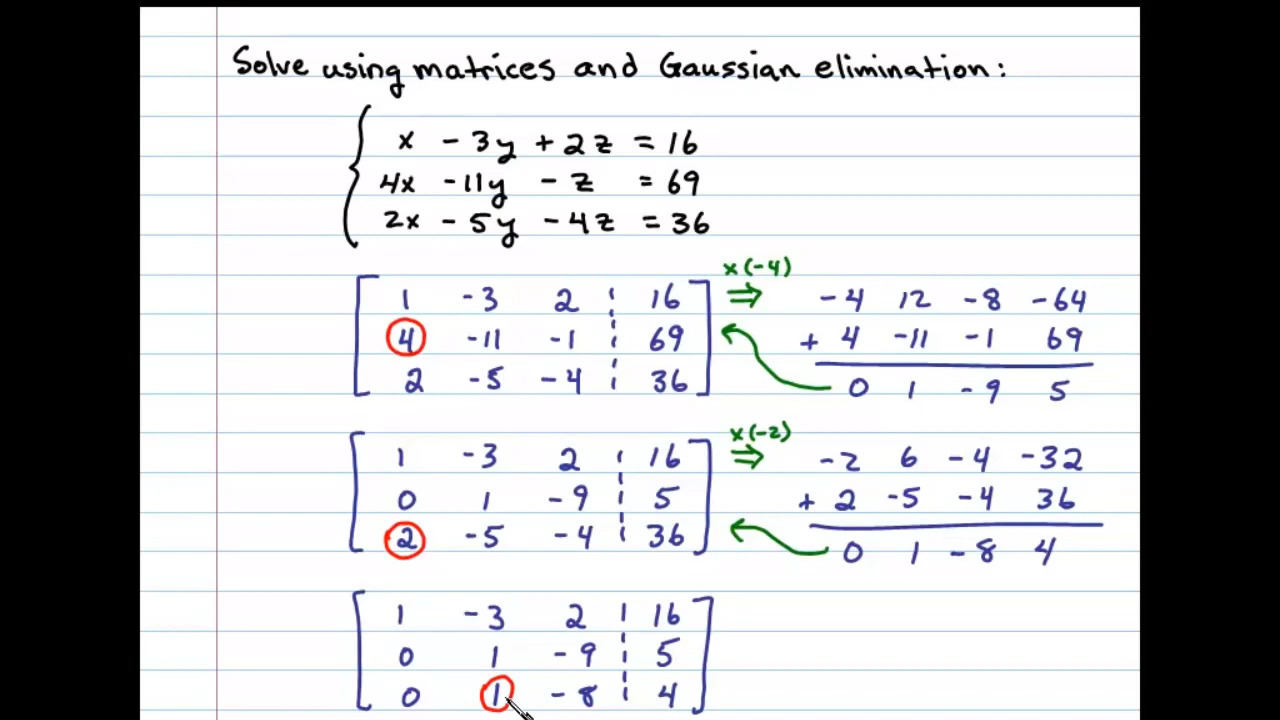 Solve using matrices and Gaussian elimination:
x - 3y + 2z = 16
4x - 11y - z = 69
2x - 5y - 4z = 36
x(-4)
1 -3 2 16 ⇒ -4 12 -8 -64
4 -11 -1 69 + 4 -11 -1 69
2 -5 -4 36 0 1 -9 5
x(-2)
1 -3 2 16 ⇒ -2 6 -4 -32
0 1 -9 5 + 2 -5 -4 36
2 -5 -4 36 0 1 -8 4
1 -3 2 16
0 1 -9 5
0 1 -8 4